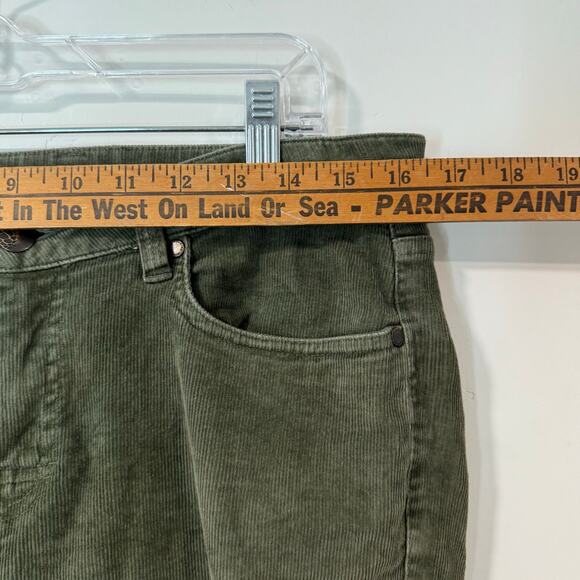 9 10 11 12 13 14 15 16 17 18 19
In The West On Land Or Sea - PARKER PAINT